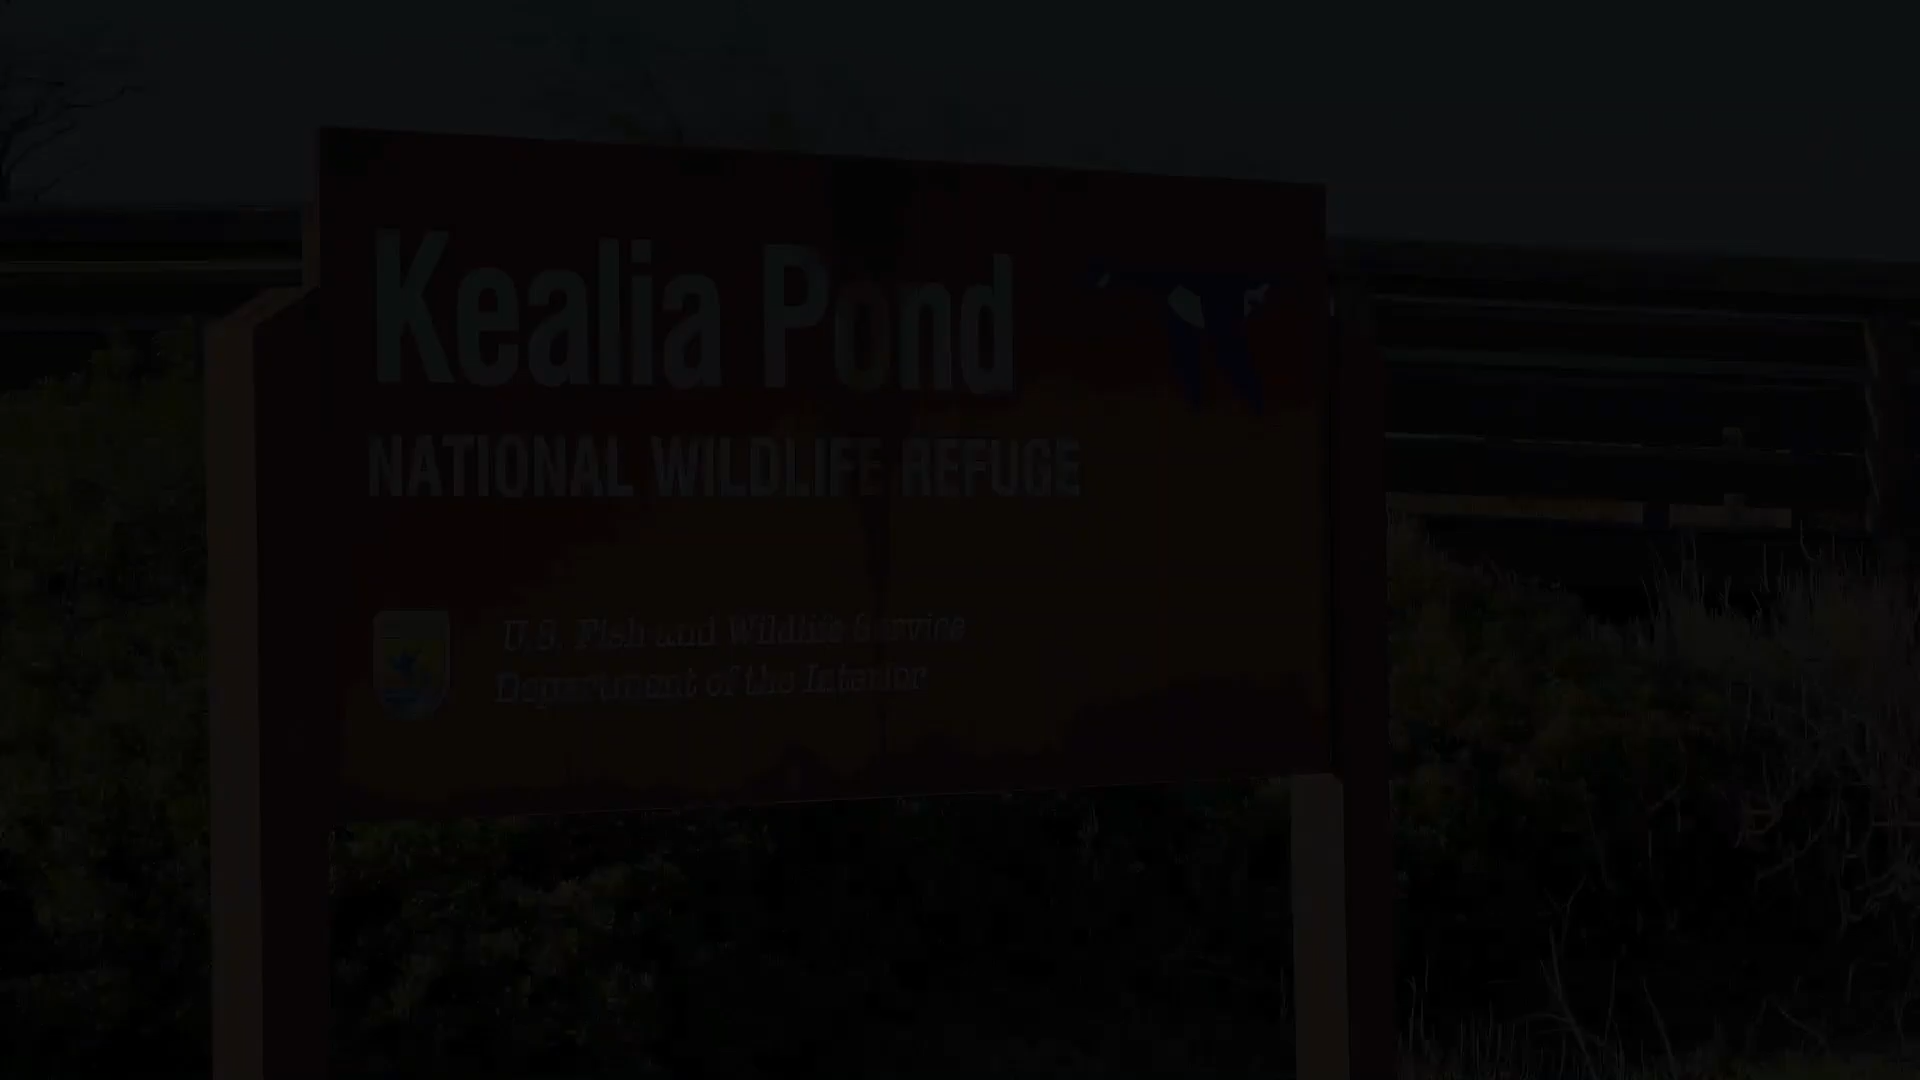 Kealia Pond
NATIONAL WILDLIFE REFUGE
U.S. Fish and Wildlife Service
Department of the Interior